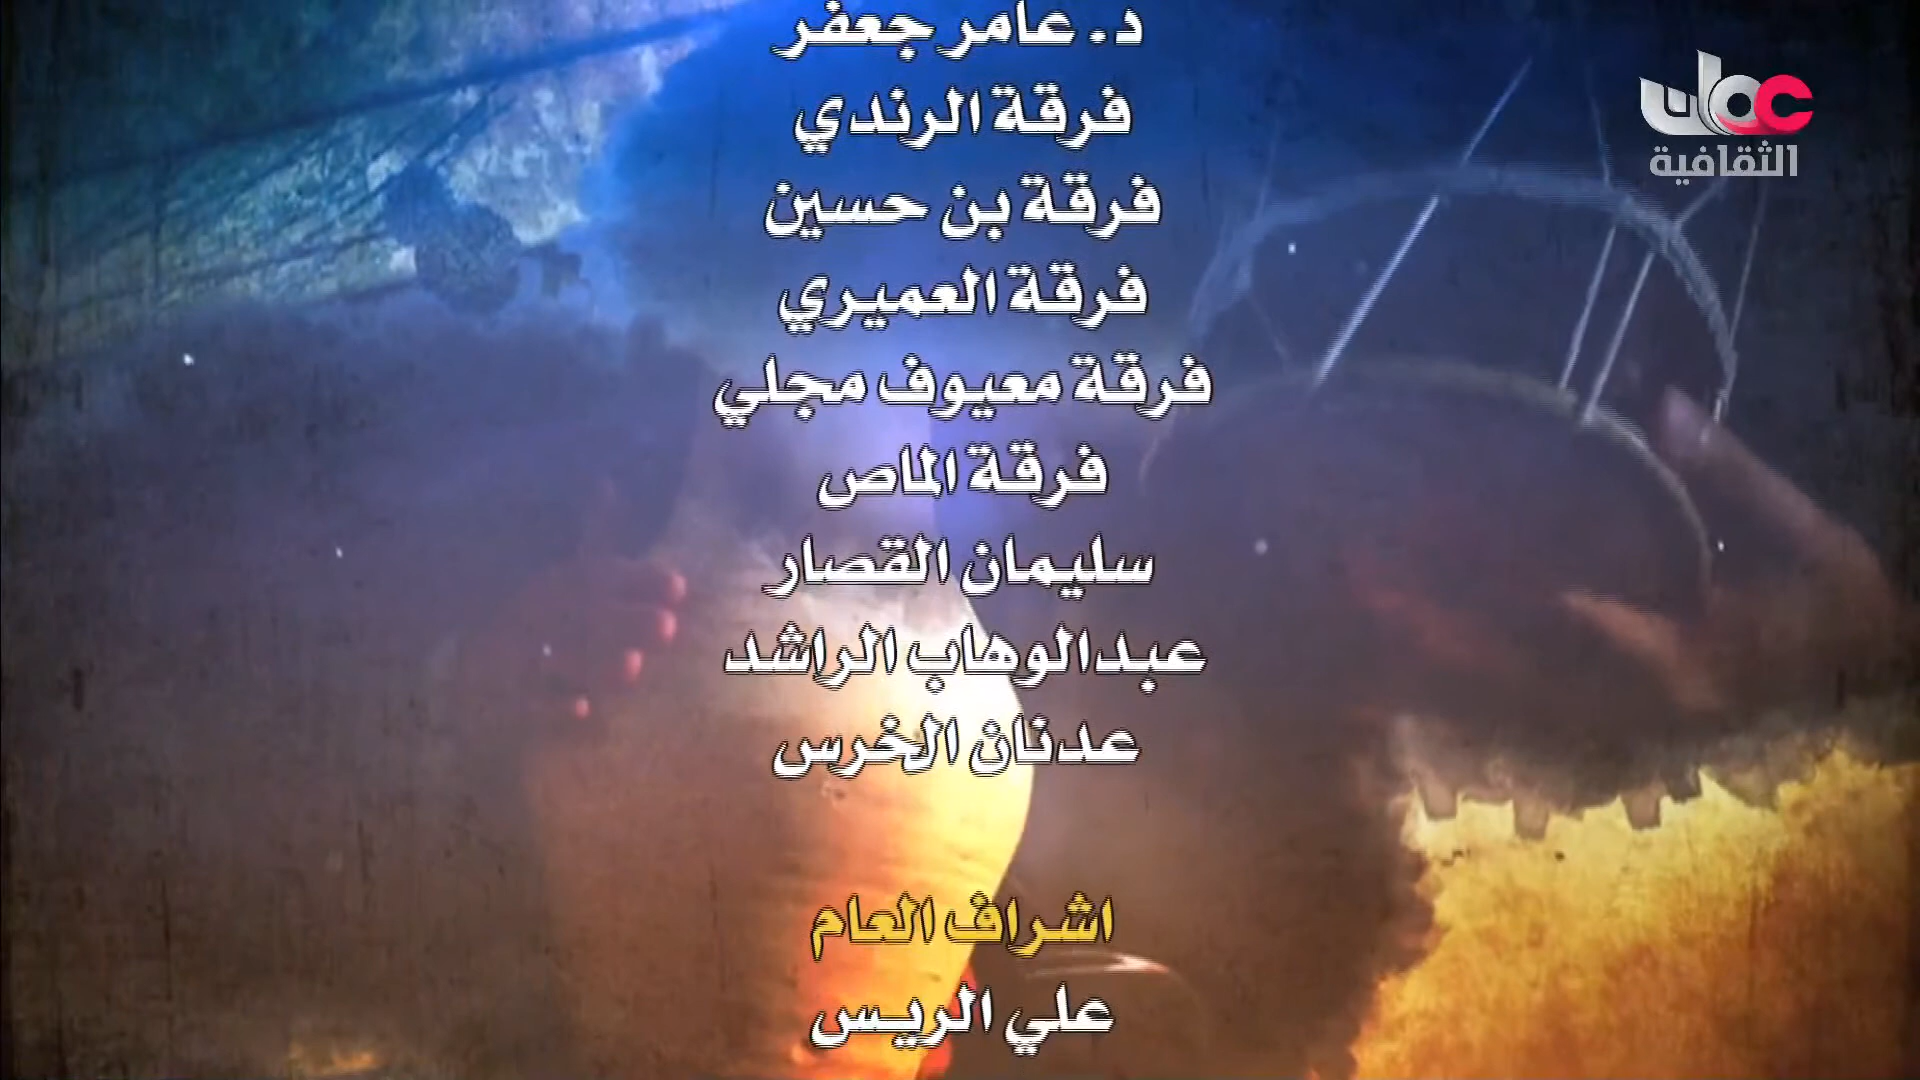 د. عامر جعفر
فرقة الرندي
فرقة بن حسين
فرقة العميري
فرقة معيوف مجلي
فرقة الماص
سليمان القصار
عبدالوهاب الراشد
عدنان الخرس
اشراف العام
علي الريس
عمان
الثقافية